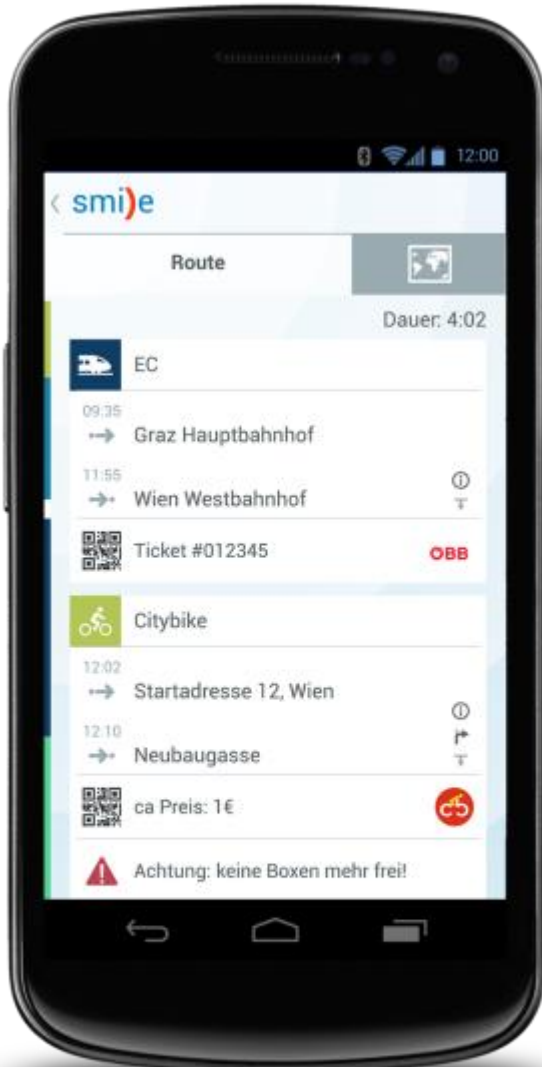 12:00
smile
Route
Dauer: 4:02
EC
09:35
Graz Hauptbahnhof
11:55
Wien Westbahnhof
Ticket #012345
ÖBB
Citybike
12:02
Startadresse 12, Wien
12:10
Neubaugasse
ca Preis: 1€
Achtung: keine Boxen mehr frei!